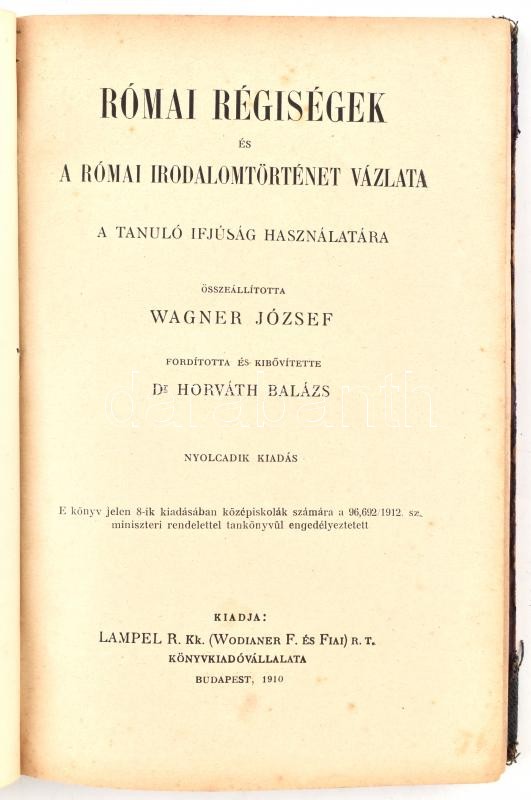 RÓMAI RÉGISÉGEK
ÉS
A RÓMAI IRODALOMTÖRTÉNET VÁZLATA
A TANULÓ IFJÚSÁG HASZNÁLATÁRA
ÖSSZEÁLLÍTOTTA
WAGNER JÓZSEF
FORDÍTOTTA ÉS KIBŐVÍTETTE
DR HORVÁTH BALÁZS
darabanth
NYOLCADIK KIADÁS
E könyv jelen 8-ik kiadásában középiskolák számára a 96,692/1912. sz.
miniszteri rendelettel tankönyvűl engedélyeztetett
KIADJA:
LAMPEL R. KK. (WODIANER F. ÉS FIAI) R. T.
KÖNYVKIADÓVÁLLALATA
BUDAPEST, 1910